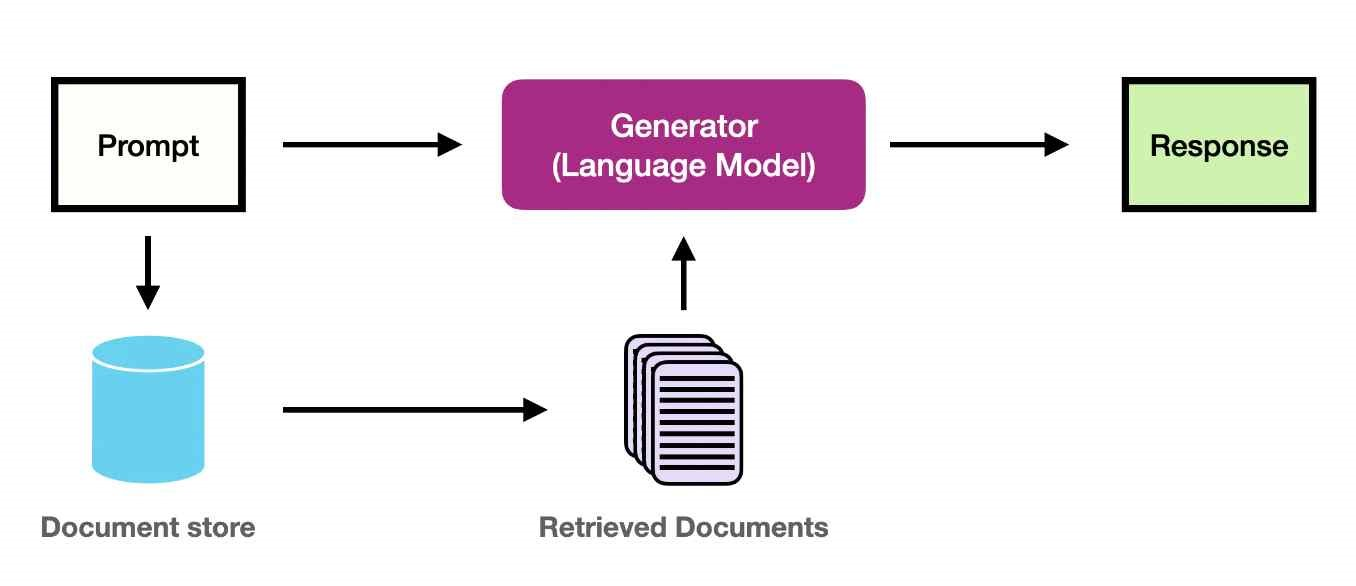 Prompt
Generator
(Language Model)
Response
Document store
Retrieved Documents